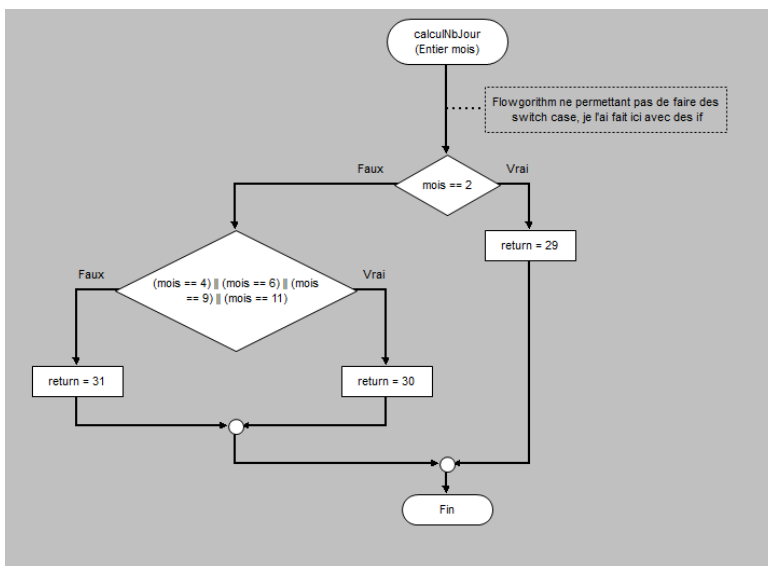 calculNbJour
(Entier mois)
Flowgorithm ne permettant pas de faire des
switch case, je l'ai fait ici avec des if
Faux
Vrai
mois == 2
return = 29
Faux
Vrai
(mois == 4) || (mois == 6) || (mois
== 9) || (mois == 11)
return = 31
return = 30
Fin